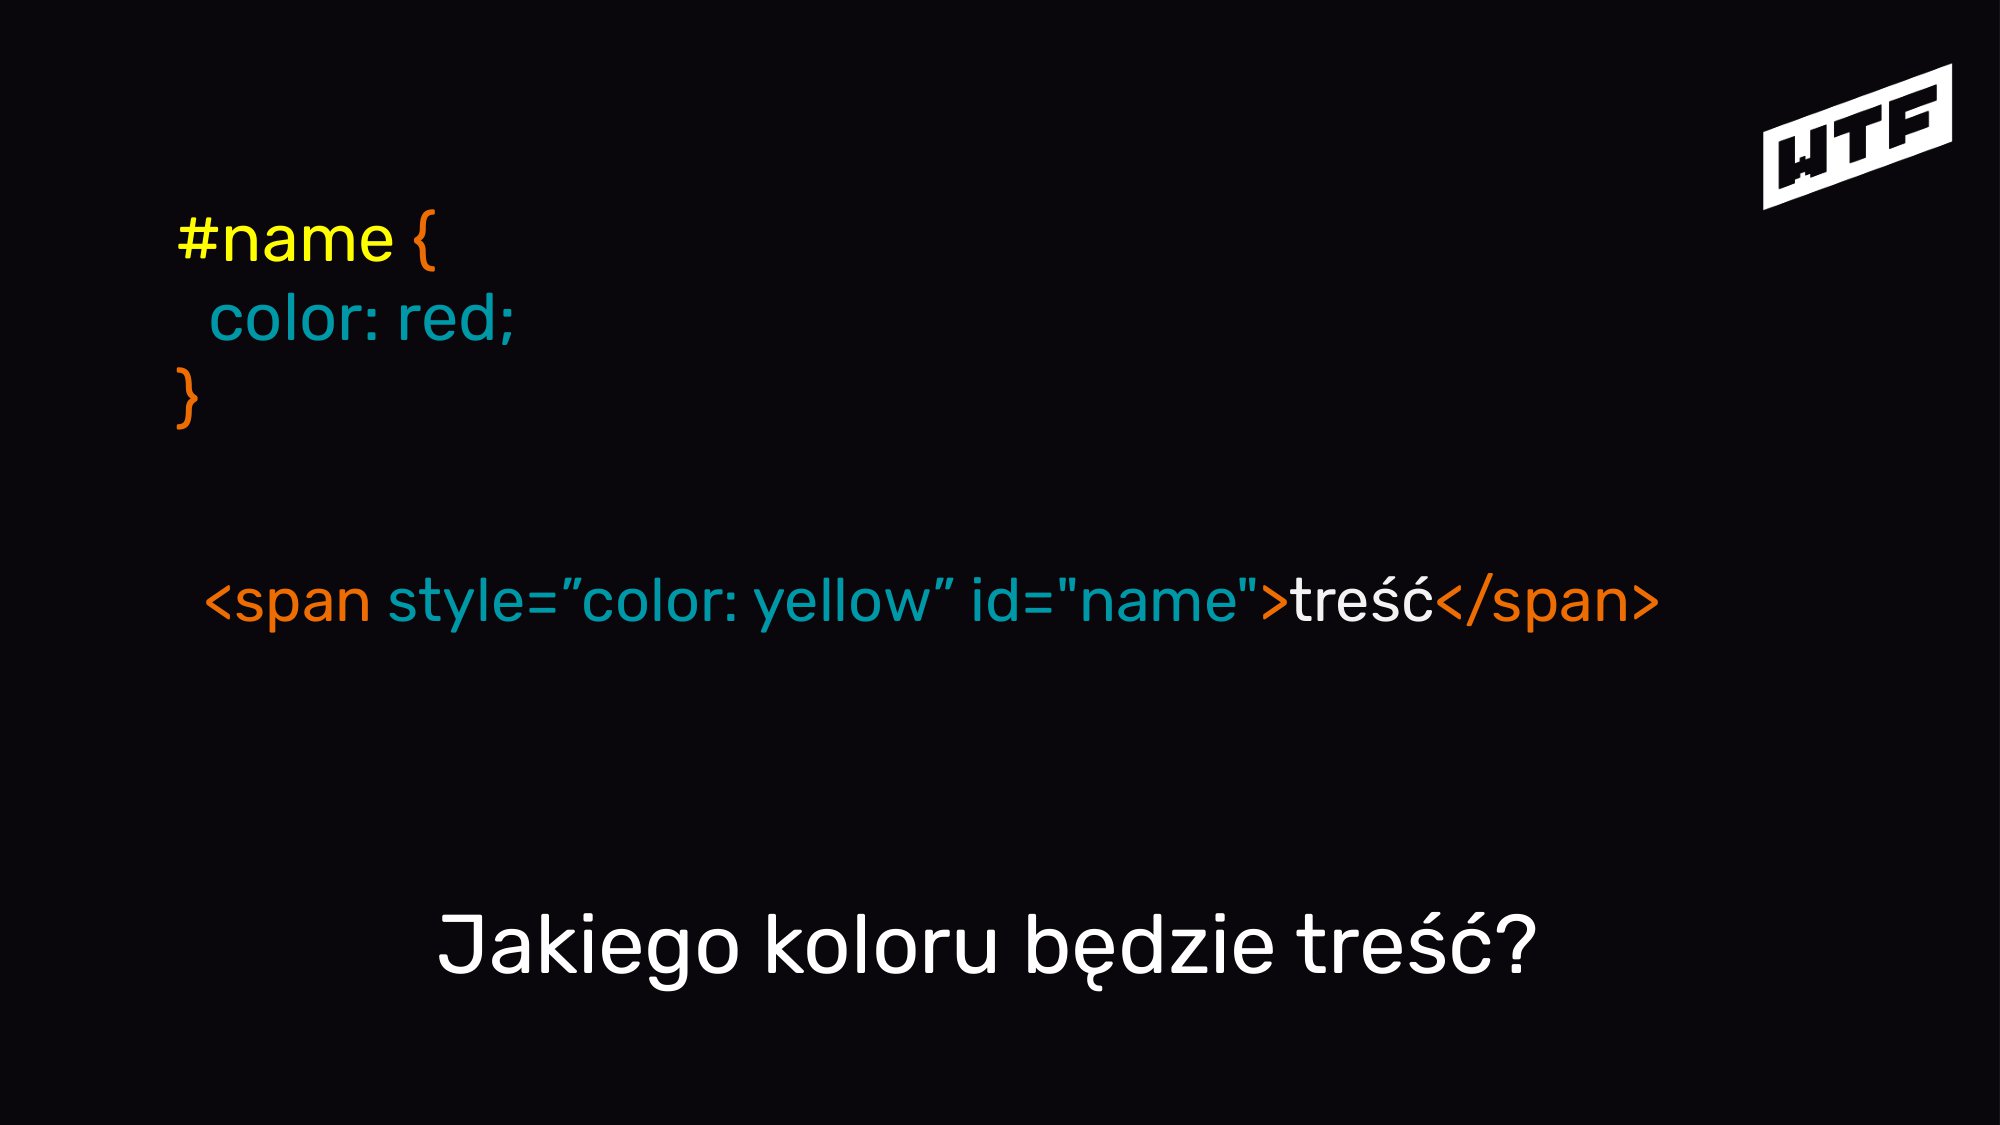 WTF
#name {
color: red;
}
<span style=”color: yellow” id="name">treść</span>
Jakiego koloru będzie treść?